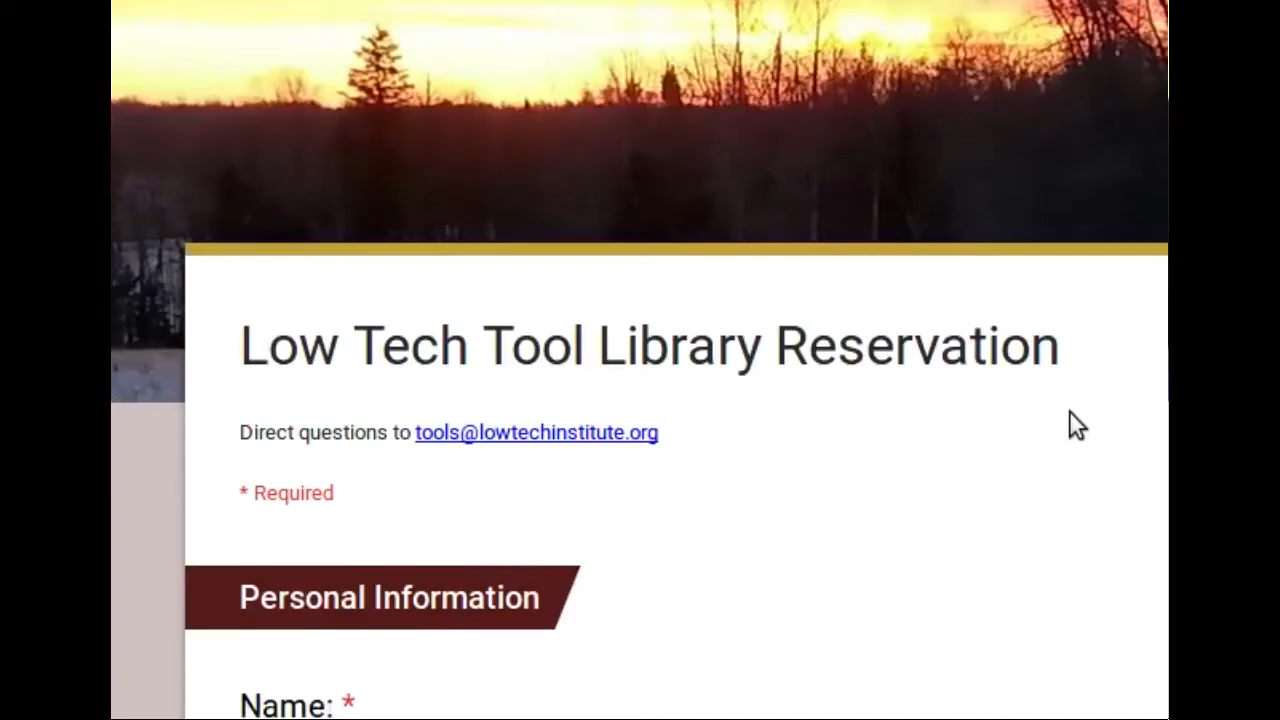 Low Tech Tool Library Reservation
Direct questions to tools@lowtechinstitute.org
* Required
Personal Information
Name: *